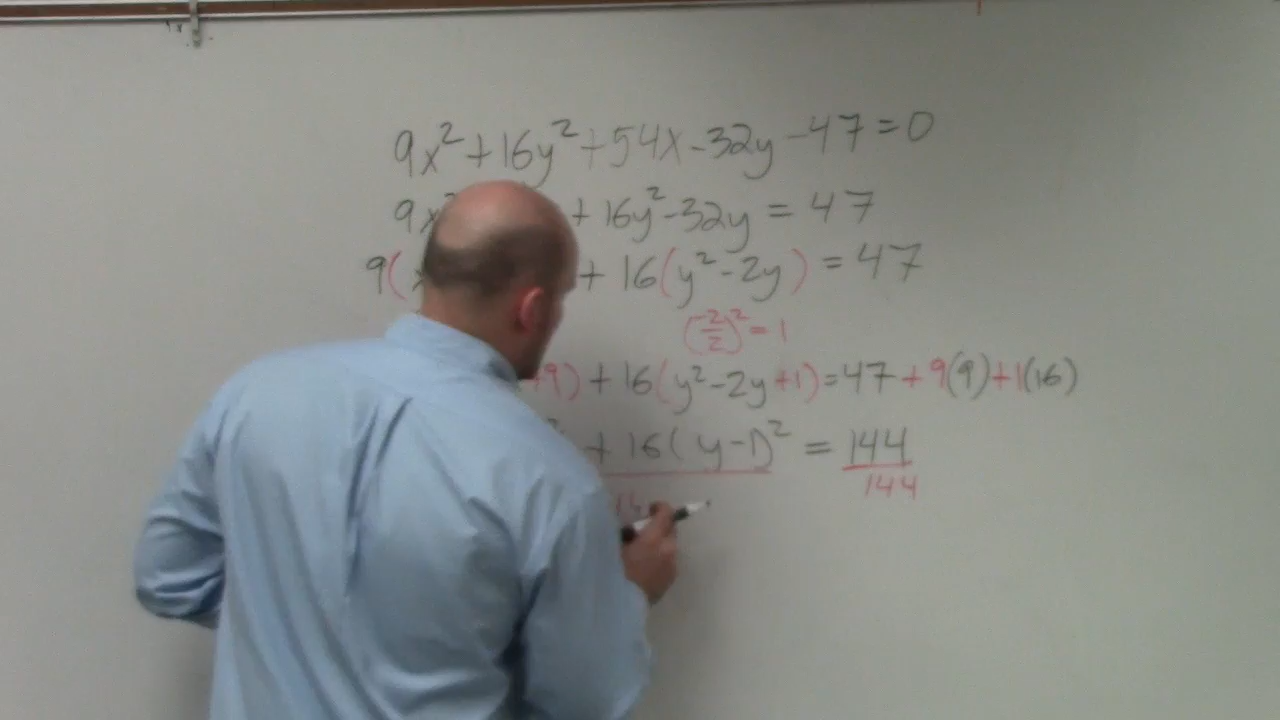 9x² + 16y² + 54x - 32y - 47 = 0
9x² + 16y² - 32y = 47
9( + 16(y² - 2y) = 47
(-2/2)² = 1
+9) + 16(y² - 2y + 1) = 47 + 9(9) + 1(16)
² + 16(y - 1)² = 144
144